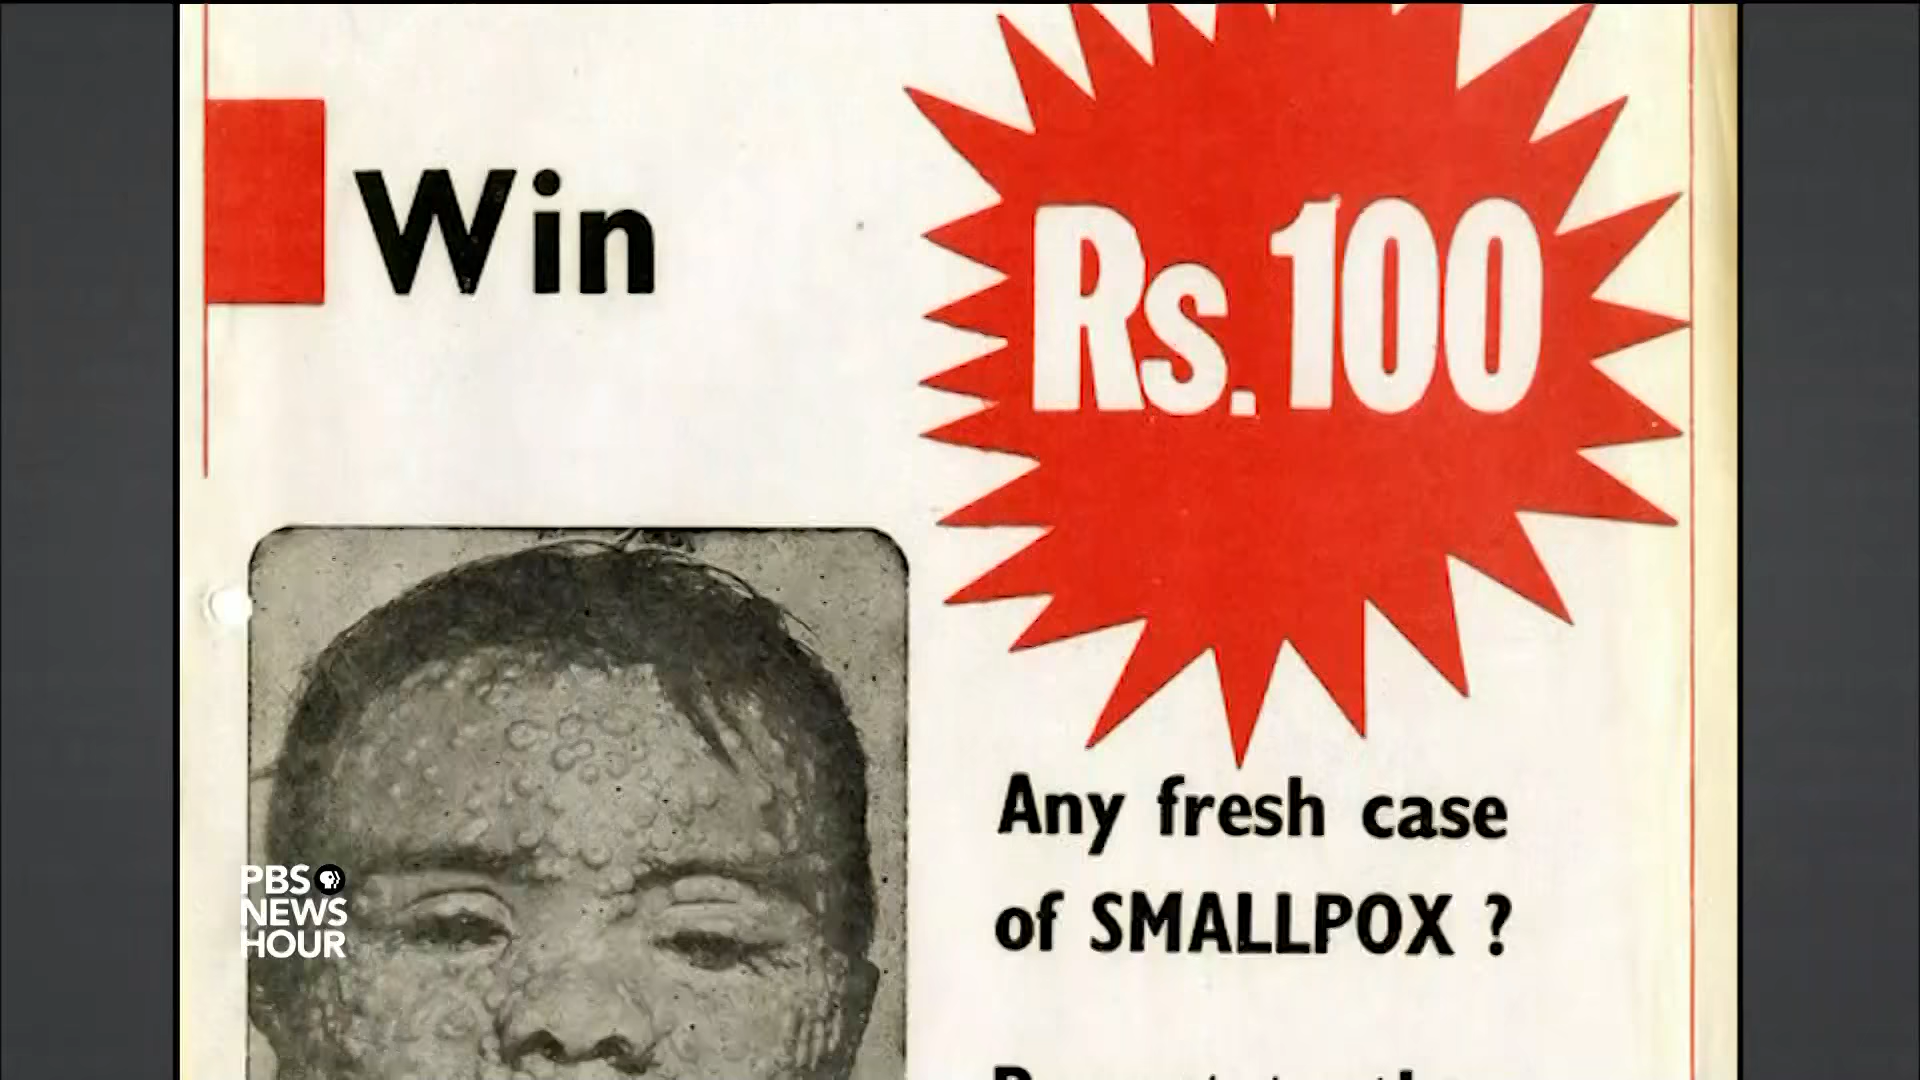 Win
Rs. 100
Any fresh case
of SMALLPOX ?
PBS
NEWS
HOUR